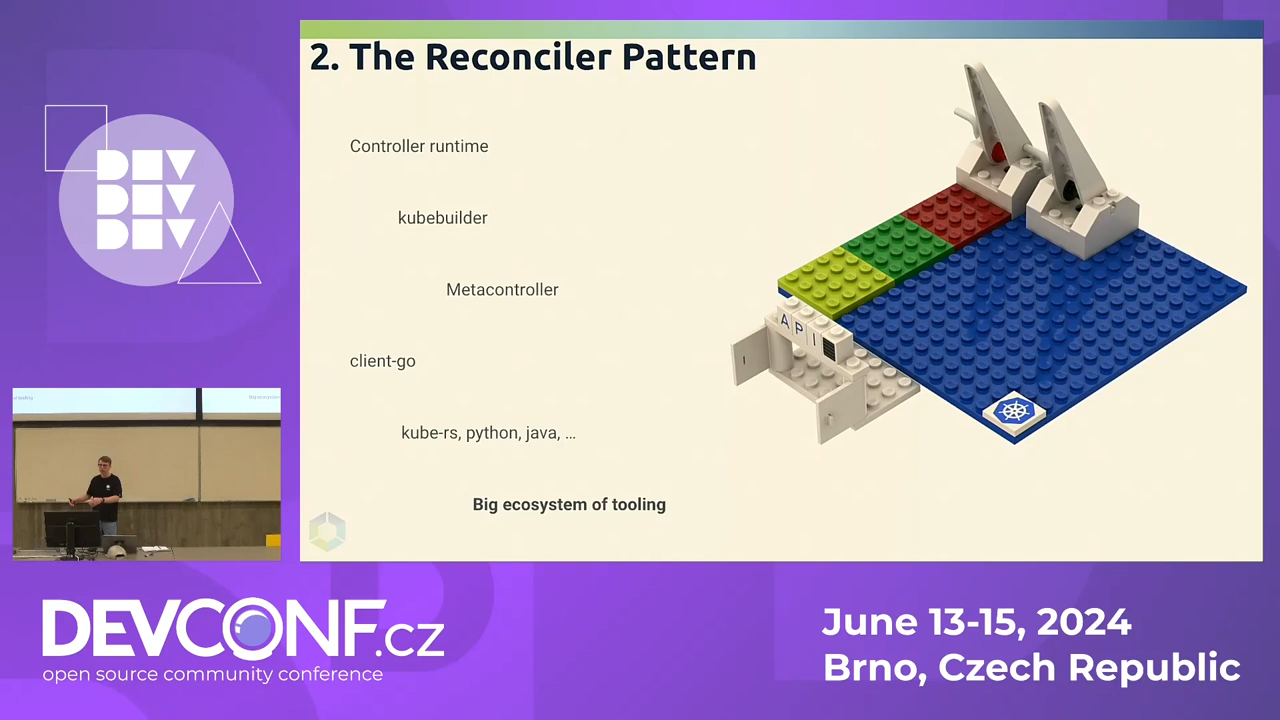 2. The Reconciler Pattern
Controller runtime
kubebuilder
Metacontroller
client-go
kube-rs, python, java, ...
Big ecosystem of tooling
API
DEV
DEV
DEV
DEVCONF.cz
open source community conference
June 13-15, 2024
Brno, Czech Republic